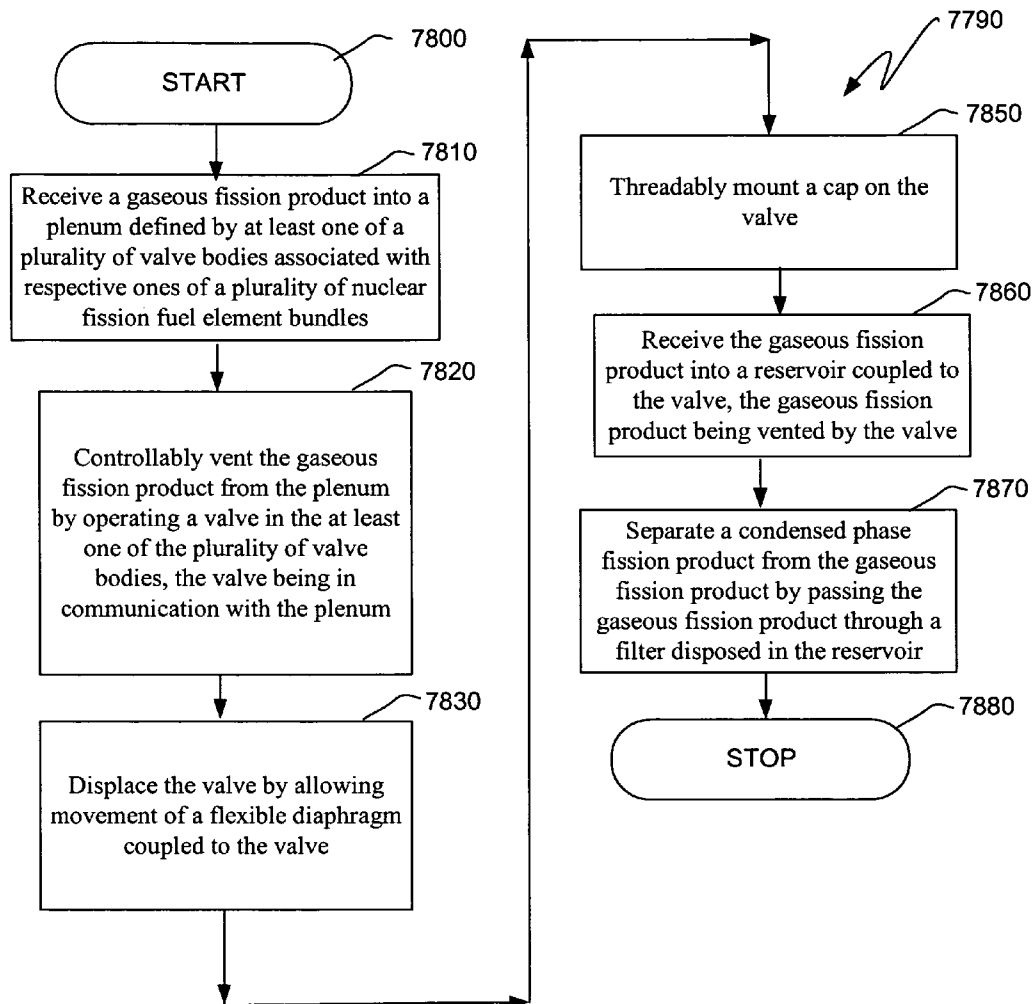 7800
START
7810
Receive a gaseous fission product into a
plenum defined by at least one of a
plurality of valve bodies associated with
respective ones of a plurality of nuclear
fission fuel element bundles
7820
Controllably vent the gaseous
fission product from the plenum
by operating a valve in the at least
one of the plurality of valve
bodies, the valve being in
communication with the plenum
7830
Displace the valve by allowing
movement of a flexible diaphragm
coupled to the valve
7790
7850
Threadably mount a cap on the
valve
7860
Receive the gaseous fission
product into a reservoir coupled to
the valve, the gaseous fission
product being vented by the valve
7870
Separate a condensed phase
fission product from the gaseous
fission product by passing the
gaseous fission product through a
filter disposed in the reservoir
7880
STOP